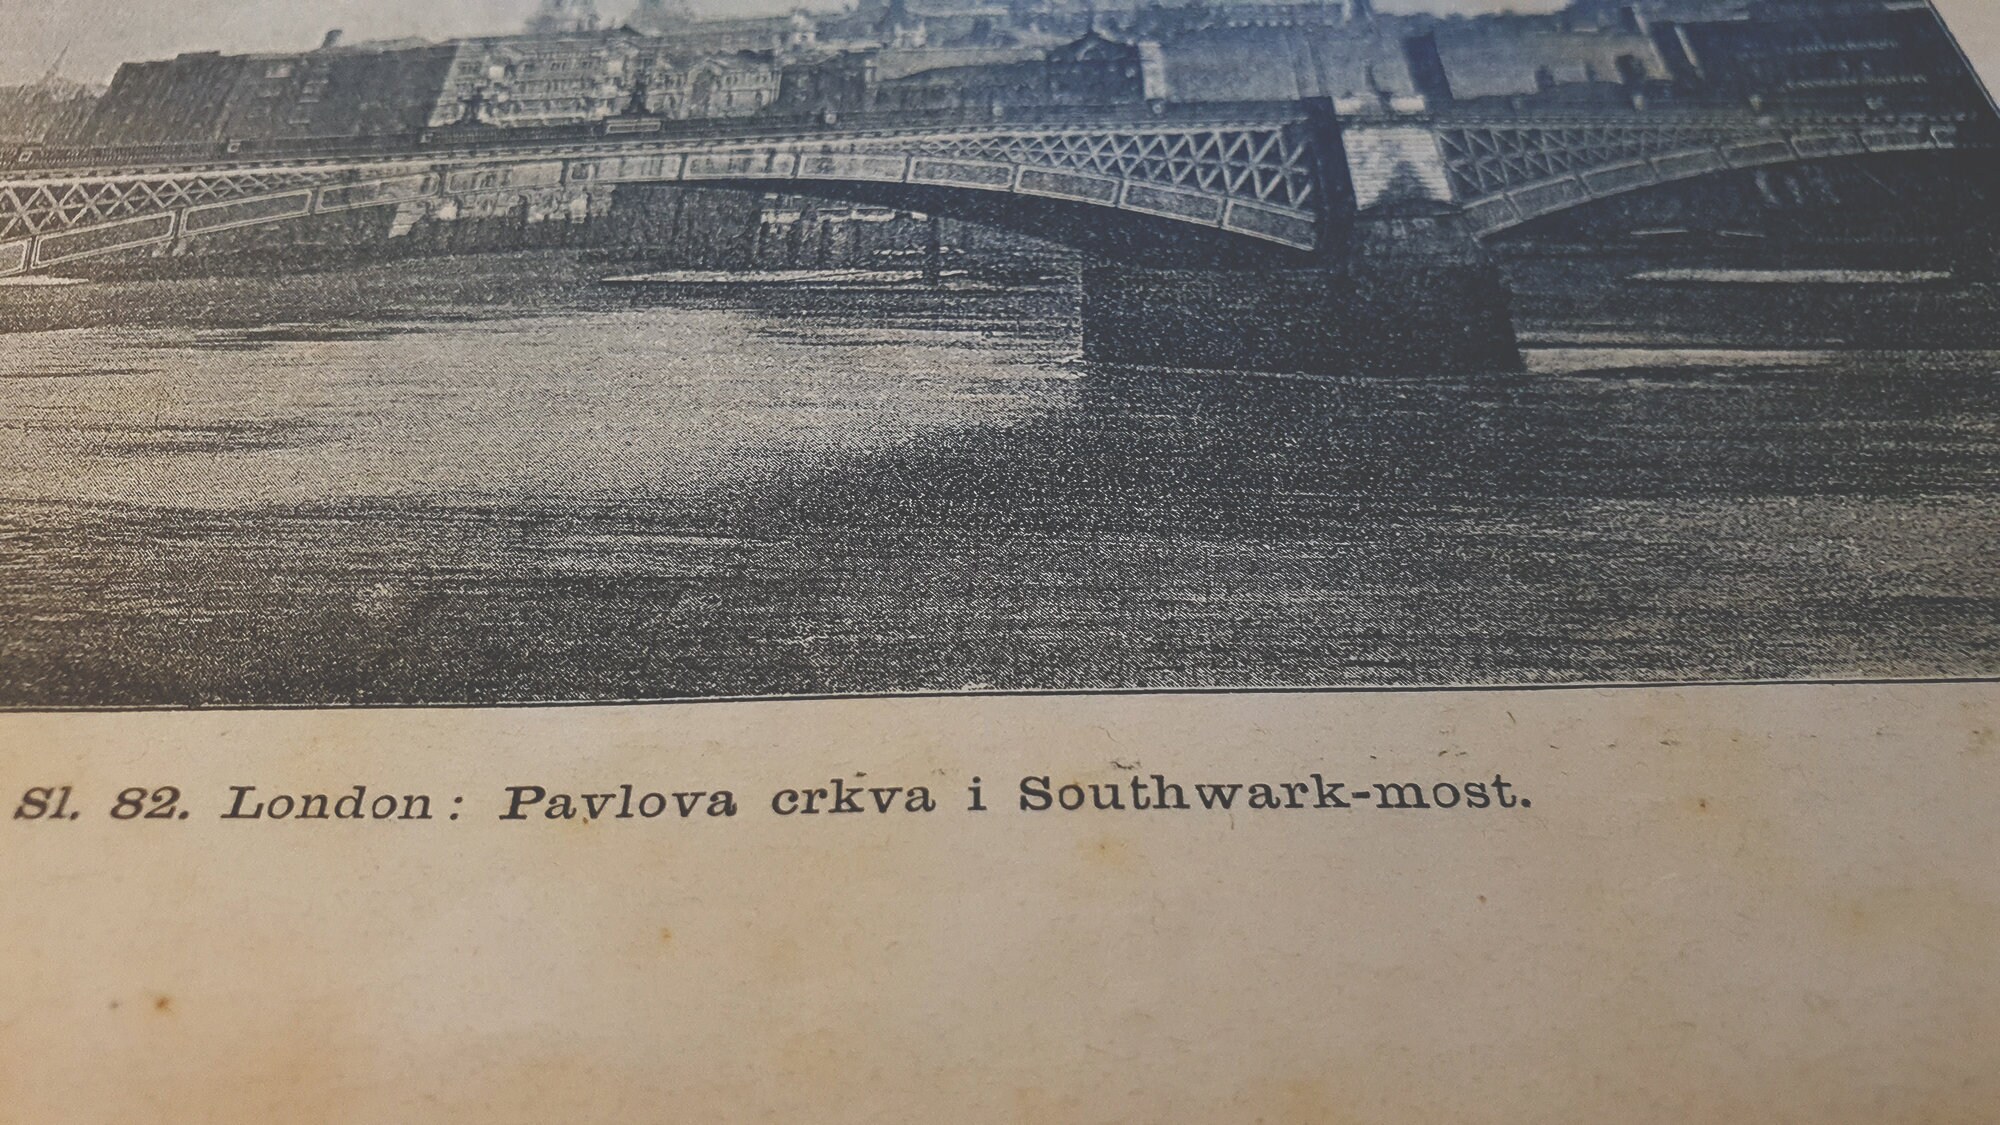 Sl. 82. London: Pavlova crkva i Southwark-most.